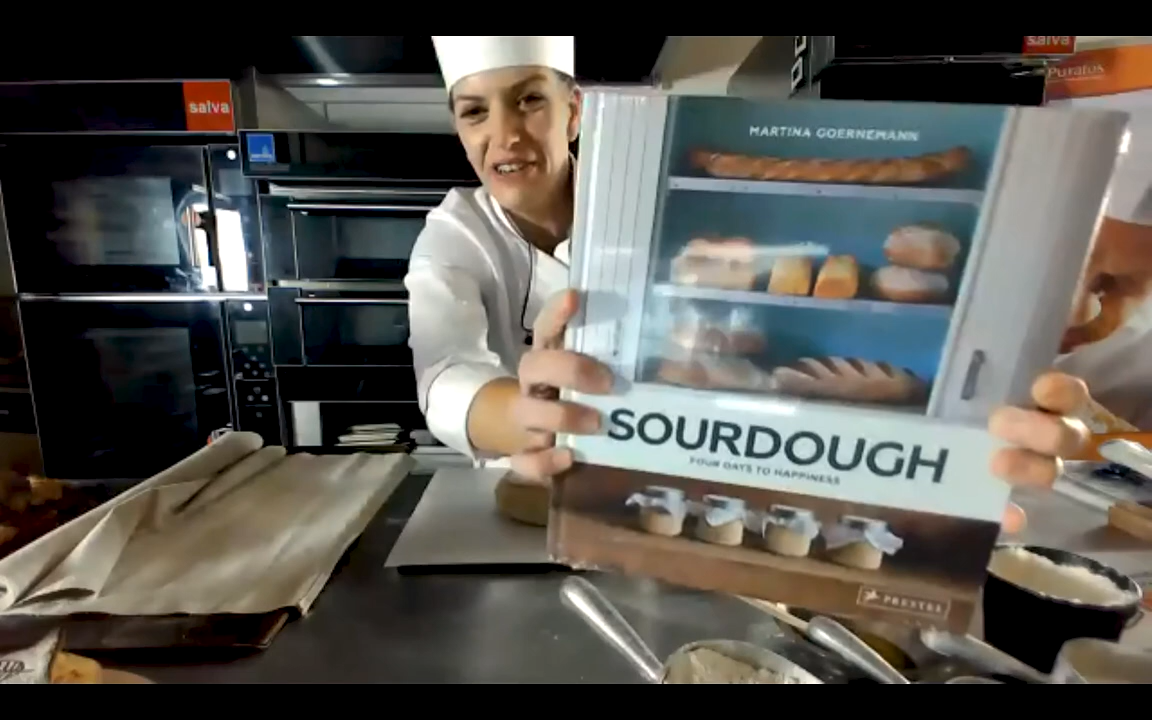 salva
salva
Puratos
MARTINA GOERNEMANN
SOURDOUGH
FOUR DAYS TO HAPPINESS
PRESTEL